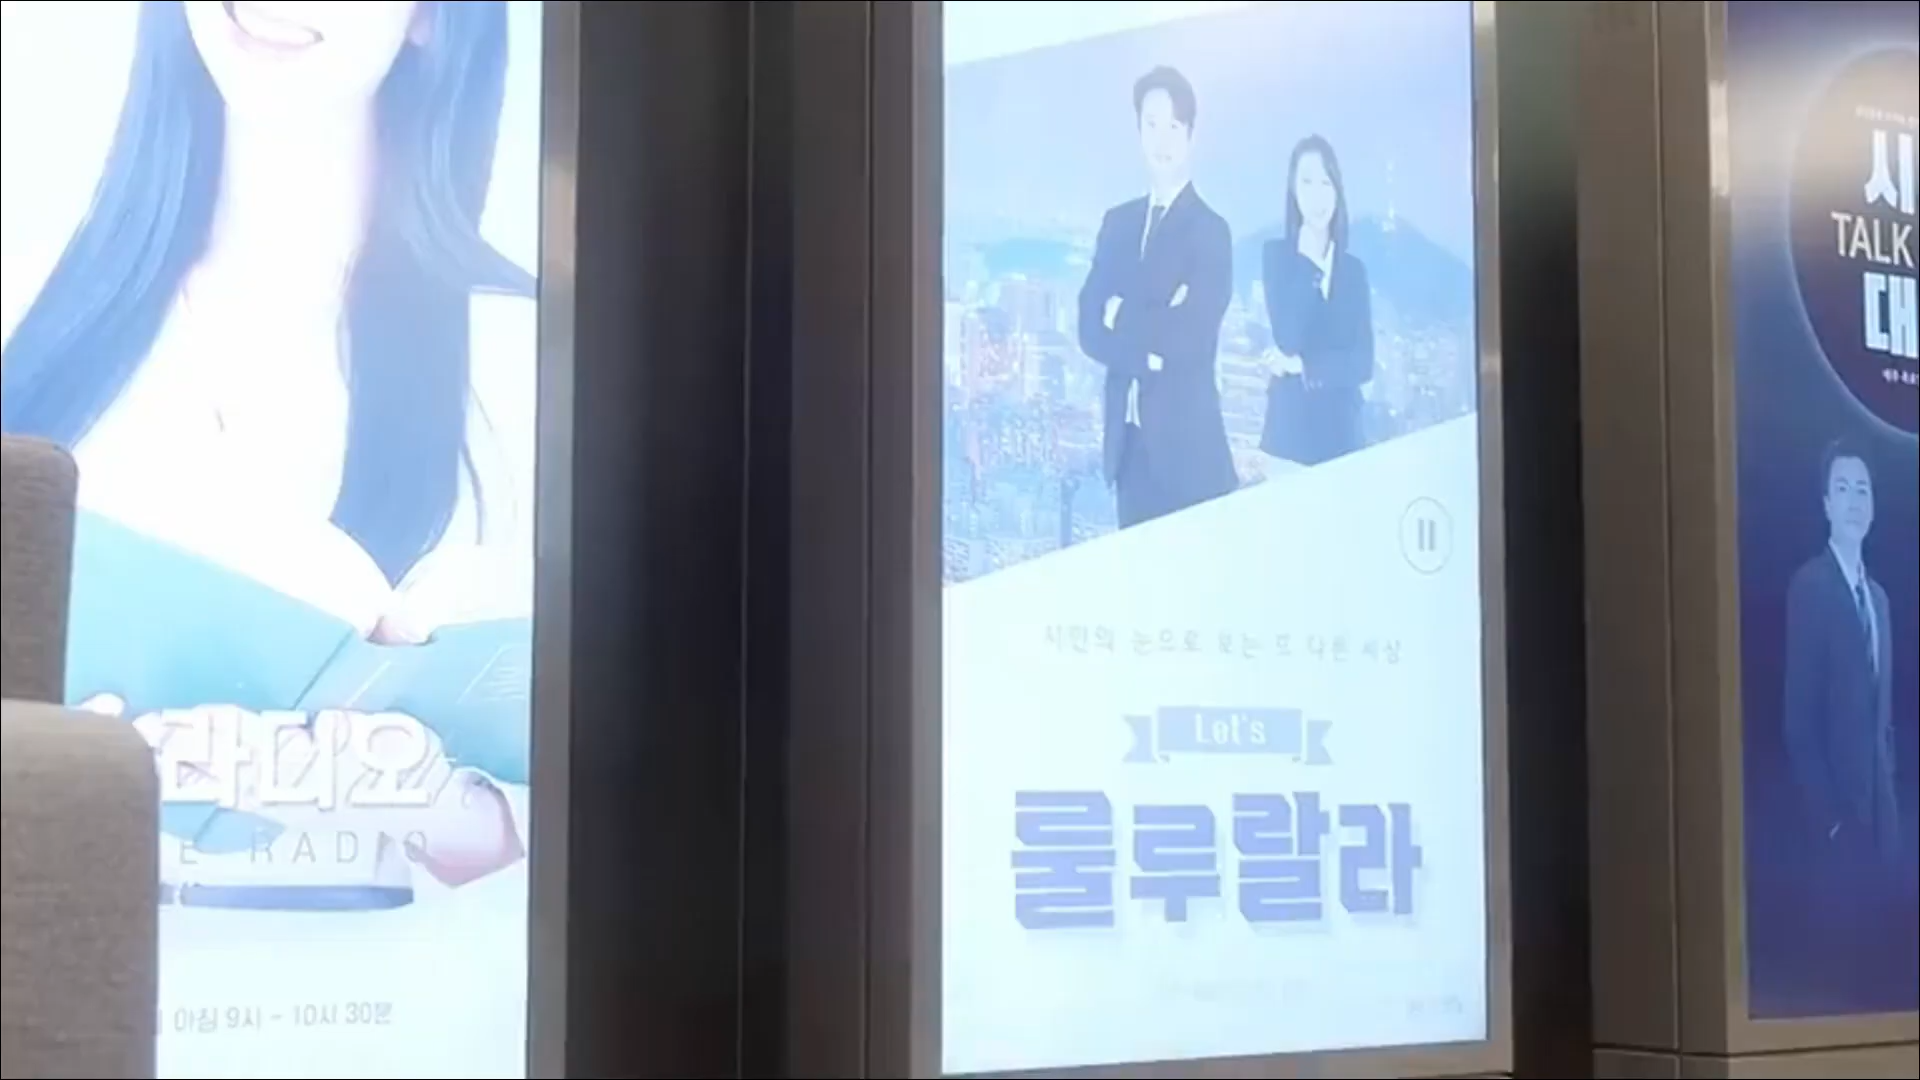 라디오
E RADIO
아침 9시 - 10시 30분
시민의 눈으로 보는 또 다른 세상
Let's
룰루랄라
시
TALK
대